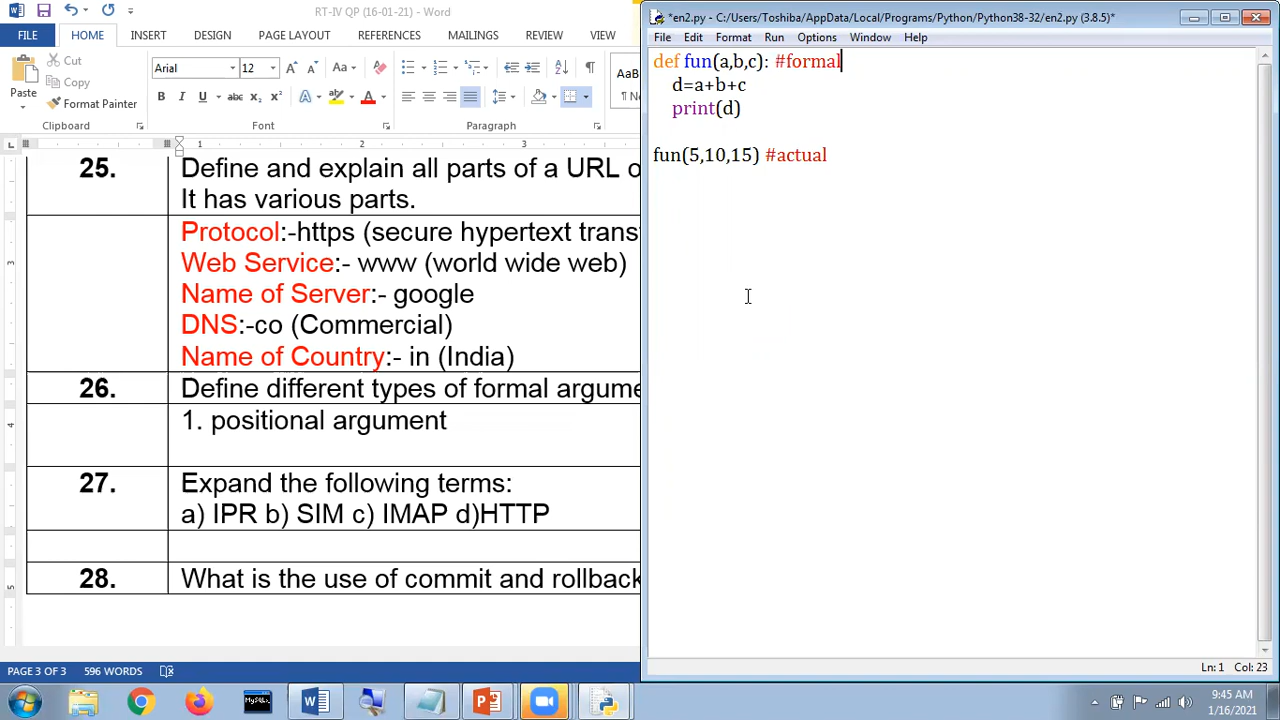 RT-IV QP (16-01-21) - Word
FILE
HOME
INSERT
DESIGN
PAGE LAYOUT
REFERENCES
MAILINGS
REVIEW
VIEW
Cut
Copy
Format Painter
Paste
Clipboard
Arial
12
Font
Paragraph
AaBb
¶ N
25.
Define and explain all parts of a URL o
It has various parts.
Protocol:-https (secure hypertext trans
Web Service:- www (world wide web)
Name of Server:- google
DNS:-co (Commercial)
Name of Country:- in (India)
26.
Define different types of formal argume
1. positional argument
27.
Expand the following terms:
a) IPR b) SIM c) IMAP d)HTTP
28.
What is the use of commit and rollback
PAGE 3 OF 3
596 WORDS
*en2.py - C:/Users/Toshiba/AppData/Local/Programs/Python/Python38-32/en2.py (3.8.5)*
File Edit Format Run Options Window Help
def fun(a,b,c): #formal
d=a+b+c
print(d)
fun(5,10,15) #actual
Ln: 1 Col: 23
9:45 AM
1/16/2021